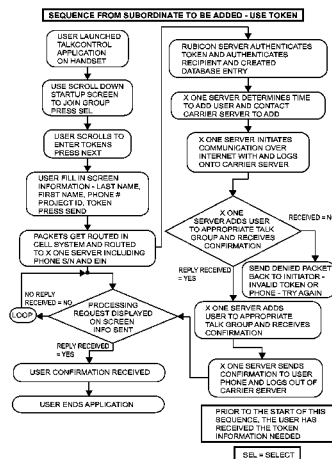 SEQUENCE FROM SUBORDINATE TO BE ADDED - USE TOKEN
USER LAUNCHED
TALKCONTROL
APPLICATION
ON HANDSET
USE SCROLL DOWN
STARTUP SCREEN
TO JOIN GROUP
PRESS SEL
USER SCROLLS TO
ENTER TOKENS
PRESS NEXT
USER FILL IN SCREEN
INFORMATION - LAST NAME,
FIRST NAME, PHONE #
PROJECT ID, TOKEN
PRESS SEND
PACKETS GET ROUTED IN
CELL SYSTEM AND ROUTED
TO X ONE SERVER INCLUDING
PHONE S/N AND EIN
NO REPLY
RECEIVED = NO
LOOP
PROCESSING
REQUEST DISPLAYED
ON SCREEN
INFO SENT
REPLY RECEIVED
= YES
USER CONFIRMATION RECEIVED
USER ENDS APPLICATION
RUBICON SERVER AUTHENTICATES
TOKEN AND AUTHENTICATES
RECIPIENT AND CREATED
DATABASE ENTRY
X ONE SERVER DETERMINES TIME
TO ADD USER AND CONTACT
CARRIER SERVER TO ADD
X ONE SERVER INITIATES
COMMUNICATION OVER
INTERNET WITH AND LOGS
ONTO CARRIER SERVER
X ONE
SERVER ADDS USER
TO APPROPRIATE TALK
GROUP AND RECEIVES
CONFIRMATION
RECEIVED = NO
REPLY RECEIVED
= YES
SEND DENIED PACKET
BACK TO INITIATOR -
INVALID TOKEN OR
PHONE - TRY AGAIN
X ONE SERVER ADDS
USER TO APPROPRIATE
TALK GROUP AND RECEIVES
CONFIRMATION
X ONE SERVER SENDS
CONFIRMATION TO USER
PHONE AND LOGS OUT OF
CARRIER SERVER
PRIOR TO THE START OF THIS
SEQUENCE, THE USER HAS
RECEIVED THE TOKEN
INFORMATION NEEDED
SEL = SELECT